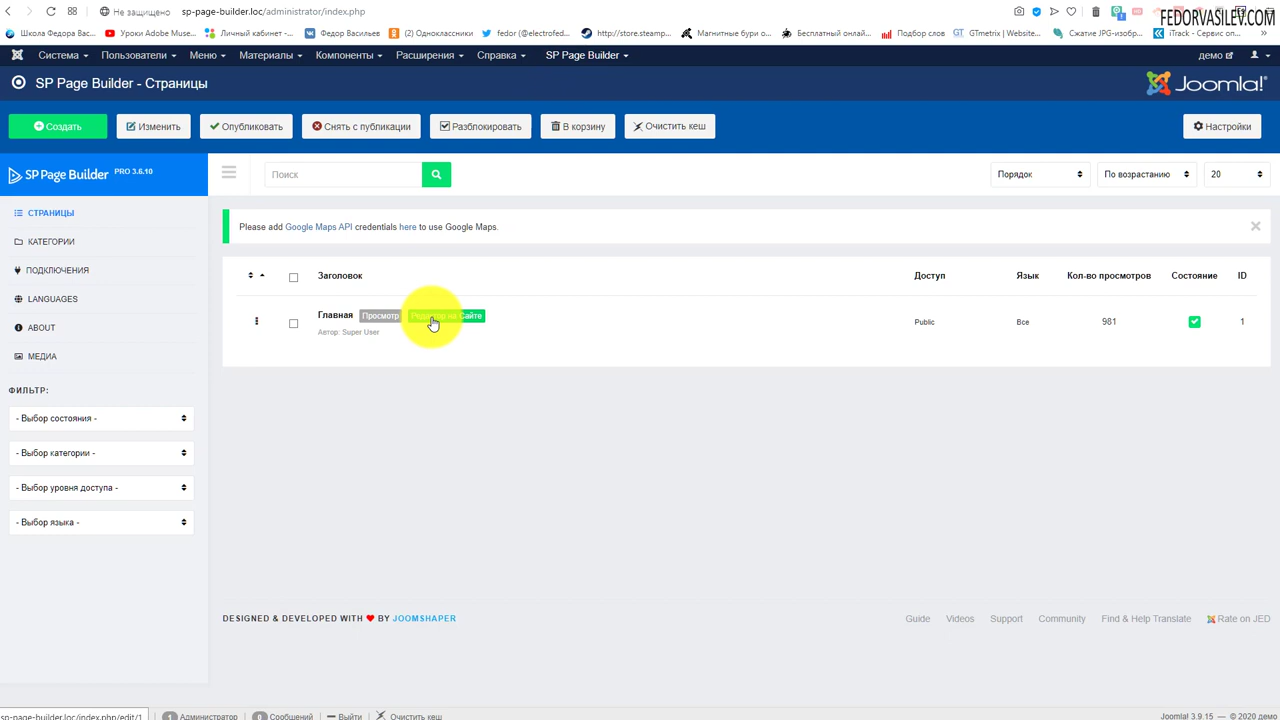 sp-page-builder.loc/administrator/index.php
Не защищено
FEDORVASILEV.COM
Школа Федора Вас...
Уроки Adobe Muse...
Личный кабинет -...
Федор Васильев
(2) Одноклассники
fedor (@electrofed...
http://store.steamp...
Магнитные бури о...
Бесплатный онлай...
Подбор слов
GTmetrix | Website...
Сжатие JPG-изобр...
iTrack - Сервис оп...
Система
Пользователи
Меню
Материалы
Компоненты
Расширения
Справка
SP Page Builder
демо
SP Page Builder - Страницы
Joomla!®
Создать
Изменить
Опубликовать
Снять с публикации
Разблокировать
В корзину
Очистить кеш
Настройки
SP Page Builder PRO 3.6.10
Поиск
Порядок
По возрастанию
20
СТРАНИЦЫ
КАТЕГОРИИ
ПОДКЛЮЧЕНИЯ
LANGUAGES
ABOUT
МЕДИА
ФИЛЬТР:
- Выбор состояния -
- Выбор категории -
- Выбор уровня доступа -
- Выбор языка -
Please add Google Maps API credentials here to use Google Maps.
Заголовок
Доступ
Язык
Кол-во просмотров
Состояние
ID
Главная Просмотр Редактор на Сайте
Автор: Super User
Public
Все
981
1
DESIGNED & DEVELOPED WITH ❤ BY JOOMSHAPER
Guide
Videos
Support
Community
Find & Help Translate
Rate on JED
sp-page-builder.loc/index.php/edit/1
1 Администратор
0 Сообщений
Выйти
Очистить кеш
Joomla! 3.9.15 — © 2020 демо